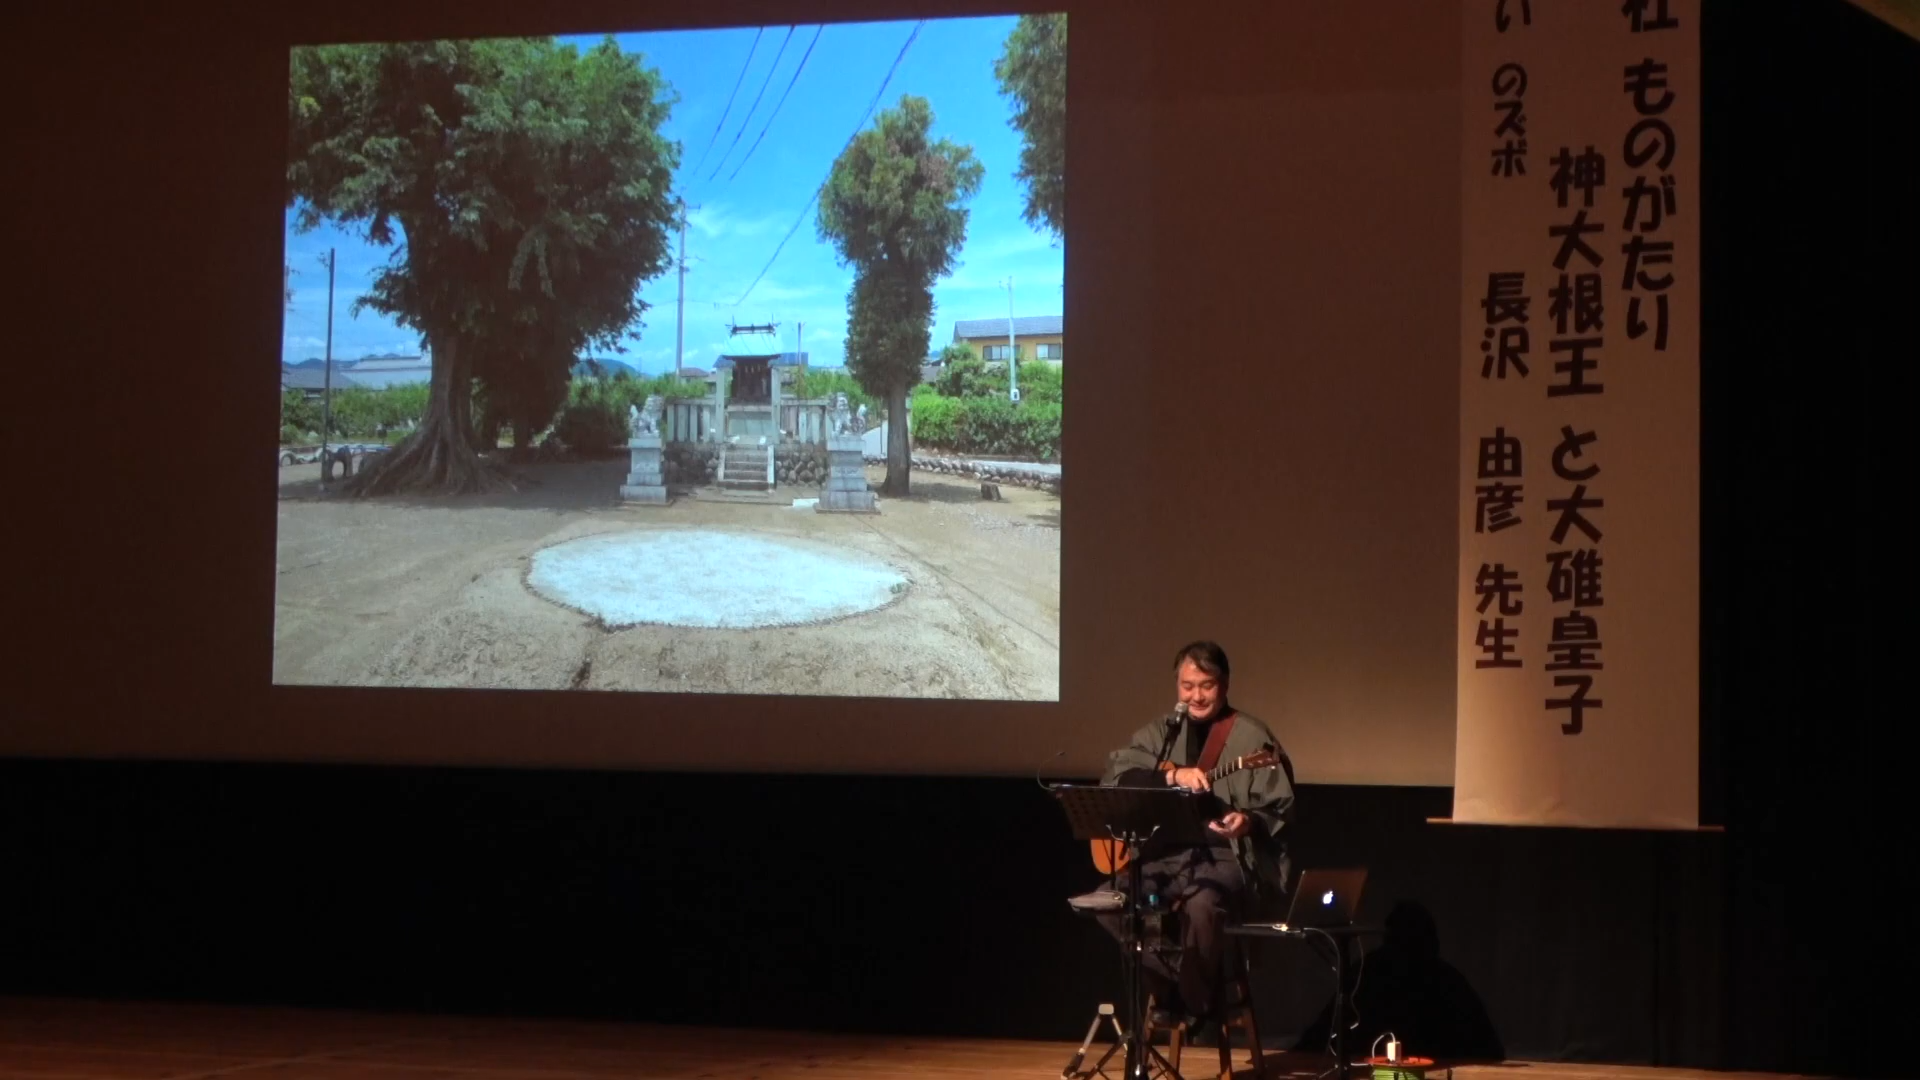 社 ものがたり
神大根王 と大碓皇子
い のズボ 長沢 由彦 先生